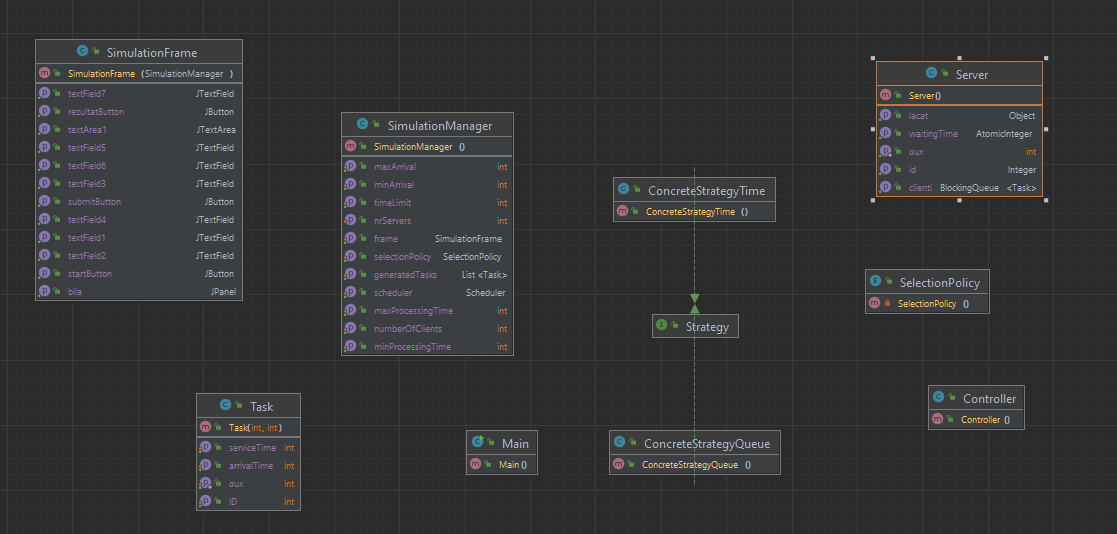 SimulationFrame
SimulationFrame (SimulationManager )
textField7 JTextField
rezultatButton JButton
textArea1 JTextArea
textField5 JTextField
textField6 JTextField
textField3 JTextField
submitButton JButton
textField4 JTextField
textField1 JTextField
textField2 JTextField
startButton JButton
blla JPanel
SimulationManager
SimulationManager ()
maxArrival int
minArrival int
timeLimit int
nrServers int
frame SimulationFrame
selectionPolicy SelectionPolicy
generatedTasks List <Task>
scheduler Scheduler
maxProcessingTime int
numberOfClients int
minProcessingTime int
ConcreteStrategyTime
ConcreteStrategyTime ()
Strategy
ConcreteStrategyQueue
ConcreteStrategyQueue ()
Server
Server()
lacat Object
waitingTime AtomicInteger
aux int
id Integer
clienti BlockingQueue <Task>
SelectionPolicy
SelectionPolicy ()
Controller
Controller ()
Task
Task(int, int)
serviceTime int
arrivalTime int
aux int
ID int
Main
Main ()